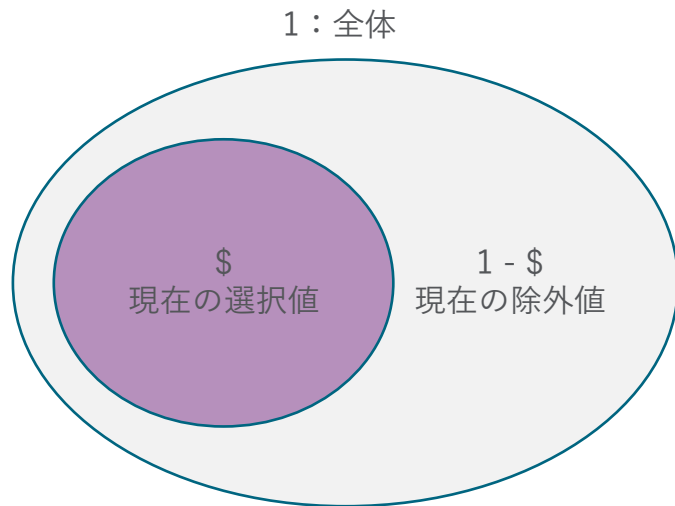 1：全体
$
現在の選択値
1 - $
現在の除外値